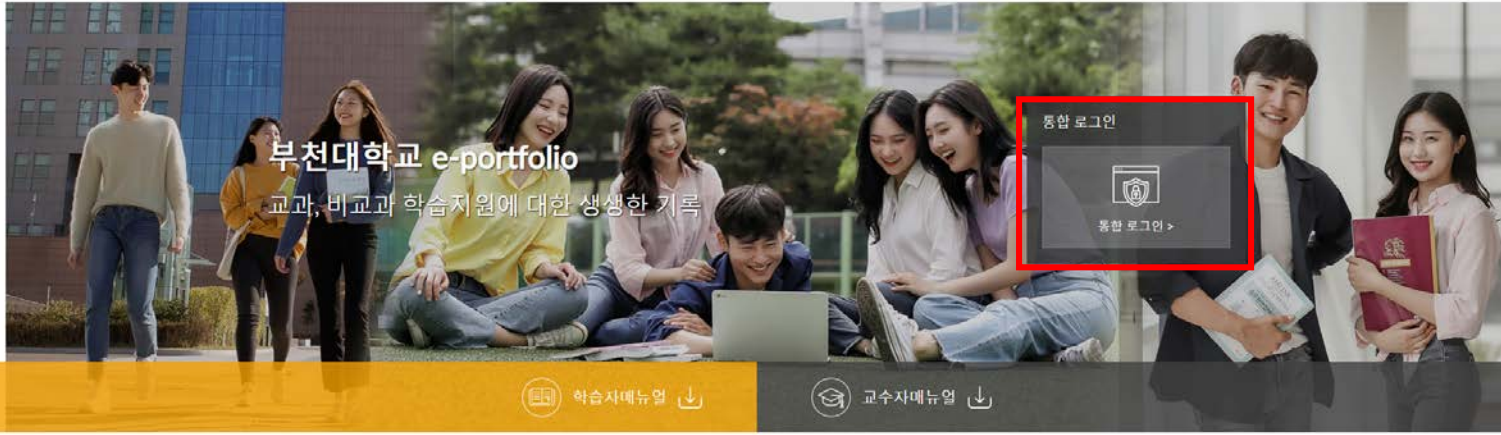 부천대학교 e-portfolio
교과, 비교과 학습지원에 대한 생생한 기록
통합 로그인
통합 로그인 >
학습자매뉴얼
교수자매뉴얼